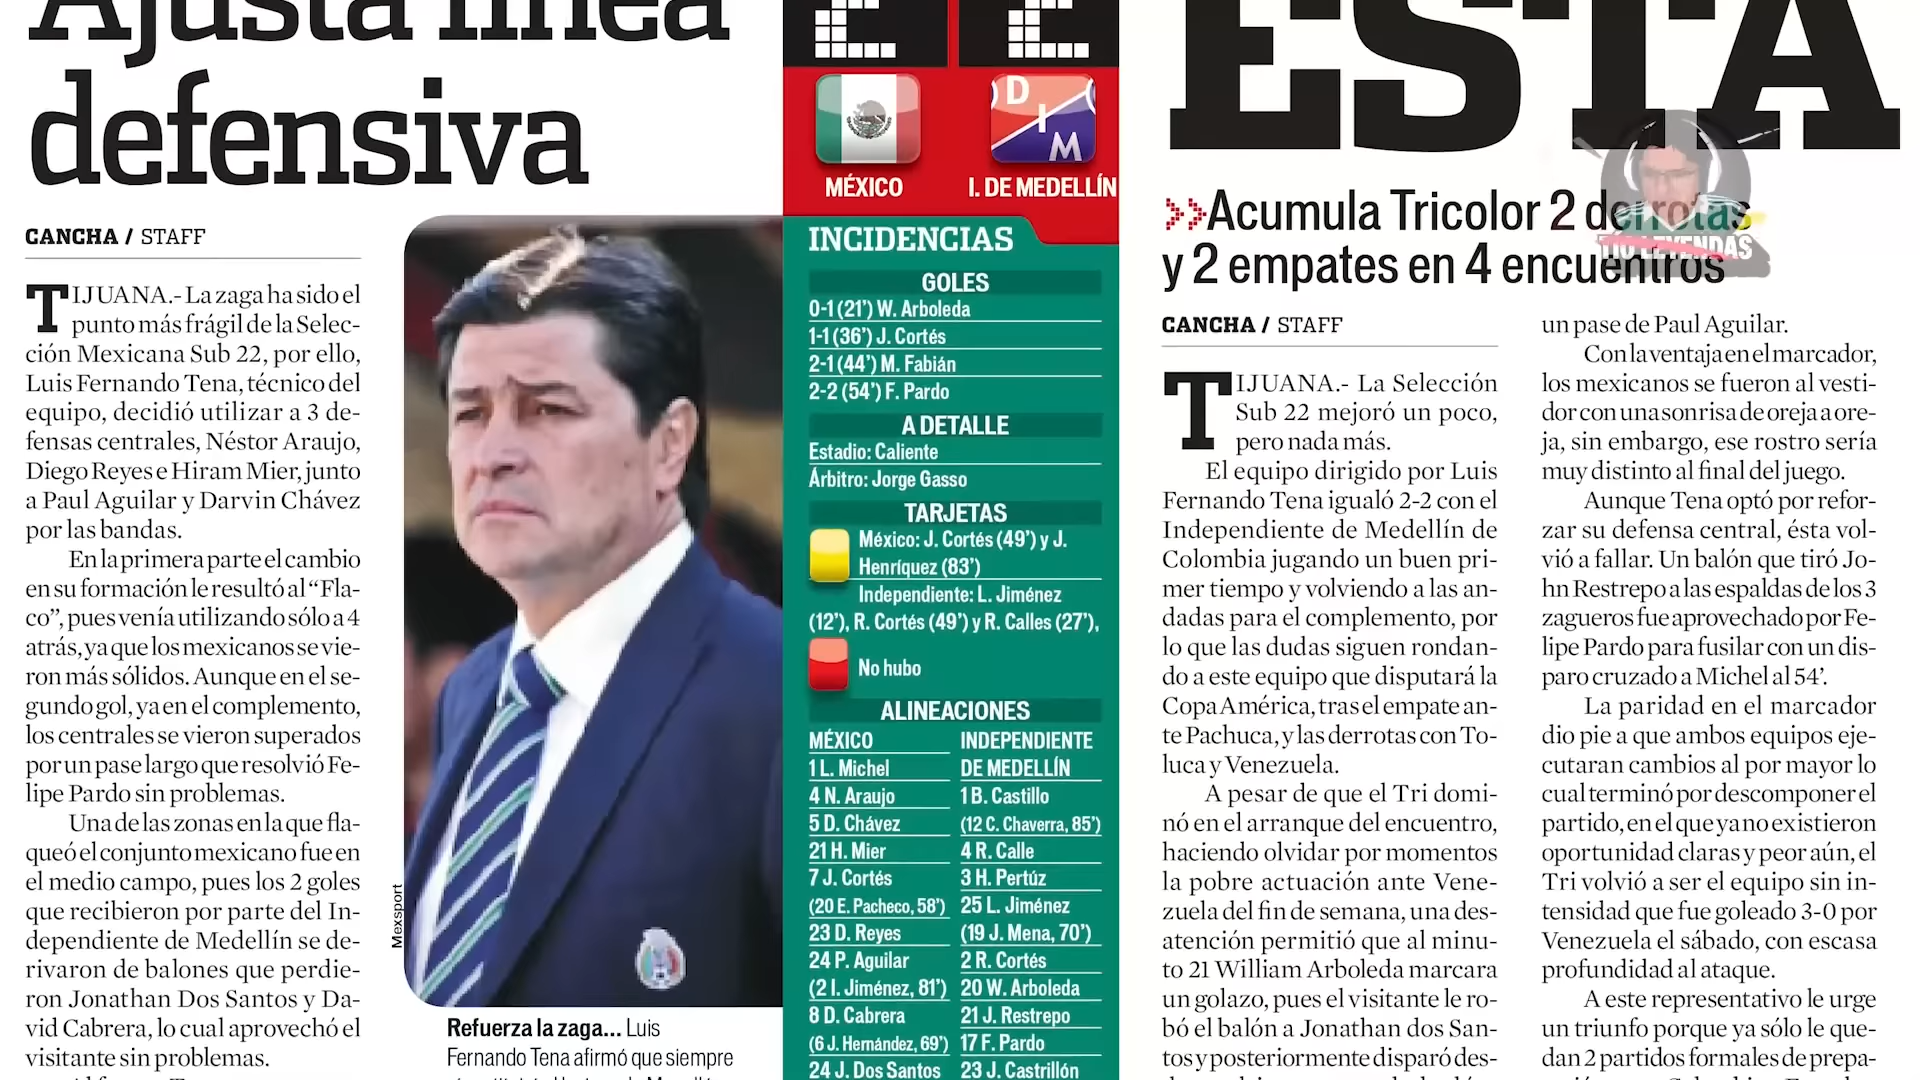 Ajusta línea
defensiva
CANCHA / STAFF
TIJUANA.- La zaga ha sido el
punto más frágil de la Selec-
ción Mexicana Sub 22, por ello,
Luis Fernando Tena, técnico del
equipo, decidió utilizar a 3 de-
fensas centrales, Néstor Araujo,
Diego Reyes e Hiram Mier, junto
a Paul Aguilar y Darvin Chávez
por las bandas.
En la primera parte el cambio
en su formación le resultó al “Fla-
co”, pues venía utilizando sólo a 4
atrás, ya que los mexicanos se vie-
ron más sólidos. Aunque en el se-
gundo gol, ya en el complemento,
los centrales se vieron superados
por un pase largo que resolvió Fe-
lipe Pardo sin problemas.
Una de las zonas en la que fla-
queó el conjunto mexicano fue en
el medio campo, pues los 2 goles
que recibieron por parte del In-
dependiente de Medellín se de-
rivaron de balones que perdie-
ron Jonathan Dos Santos y Da-
vid Cabrera, lo cual aprovechó el
visitante sin problemas.
Mexsport
Refuerza la zaga... Luis
Fernando Tena afirmó que siempre
2 2
DIM
MÉXICO I. DE MEDELLÍN
INCIDENCIAS
GOLES
0-1 (21’) W. Arboleda
1-1 (36’) J. Cortés
2-1 (44’) M. Fabián
2-2 (54’) F. Pardo
A DETALLE
Estadio: Caliente
Árbitro: Jorge Gasso
TARJETAS
México: J. Cortés (49’) y J.
Henríquez (83’)
Independiente: L. Jiménez
(12’), R. Cortés (49’) y R. Calles (27’),
No hubo
ALINEACIONES
MÉXICO
1 L. Michel
4 N. Araujo
5 D. Chávez
21 H. Mier
7 J. Cortés
(20 E. Pacheco, 58’)
23 D. Reyes
24 P. Aguilar
(2 I. Jiménez, 81’)
8 D. Cabrera
(6 J. Hernández, 69’)
24 J. Dos Santos
INDEPENDIENTE
DE MEDELLÍN
1 B. Castillo
(12 C. Chaverra, 85’)
4 R. Calle
3 H. Pertúz
25 L. Jiménez
(19 J. Mena, 70’)
2 R. Cortés
20 W. Arboleda
21 J. Restrepo
17 F. Pardo
23 J. Castrillón
ESTA
>>Acumula Tricolor 2 derrotas
y 2 empates en 4 encuentros
TÍO LEYENDAS
CANCHA / STAFF
TIJUANA.- La Selección
Sub 22 mejoró un poco,
pero nada más.
El equipo dirigido por Luis
Fernando Tena igualó 2-2 con el
Independiente de Medellín de
Colombia jugando un buen pri-
mer tiempo y volviendo a las an-
dadas para el complemento, por
lo que las dudas siguen rondan-
do a este equipo que disputará la
Copa América, tras el empate an-
te Pachuca, y las derrotas con To-
luca y Venezuela.
A pesar de que el Tri domi-
nó en el arranque del encuentro,
haciendo olvidar por momentos
la pobre actuación ante Vene-
zuela del fin de semana, una des-
atención permitió que al minu-
to 21 William Arboleda marcara
un golazo, pues el visitante le ro-
bó el balón a Jonathan dos San-
tos y posteriormente disparó des-
un pase de Paul Aguilar.
Con la ventaja en el marcador,
los mexicanos se fueron al vesti-
dor con una sonrisa de oreja a ore-
ja, sin embargo, ese rostro sería
muy distinto al final del juego.
Aunque Tena optó por refor-
zar su defensa central, ésta vol-
vió a fallar. Un balón que tiró Jo-
hn Restrepo a las espaldas de los 3
zagueros fue aprovechado por Fe-
lipe Pardo para fusilar con un dis-
paro cruzado a Michel al 54’.
La paridad en el marcador
dio pie a que ambos equipos eje-
cutaran cambios al por mayor lo
cual terminó por descomponer el
partido, en el que ya no existieron
oportunidad claras y peor aún, el
Tri volvió a ser el equipo sin in-
tensidad que fue goleado 3-0 por
Venezuela el sábado, con escasa
profundidad al ataque.
A este representativo le urge
un triunfo porque ya sólo le que-
dan 2 partidos formales de prepa-